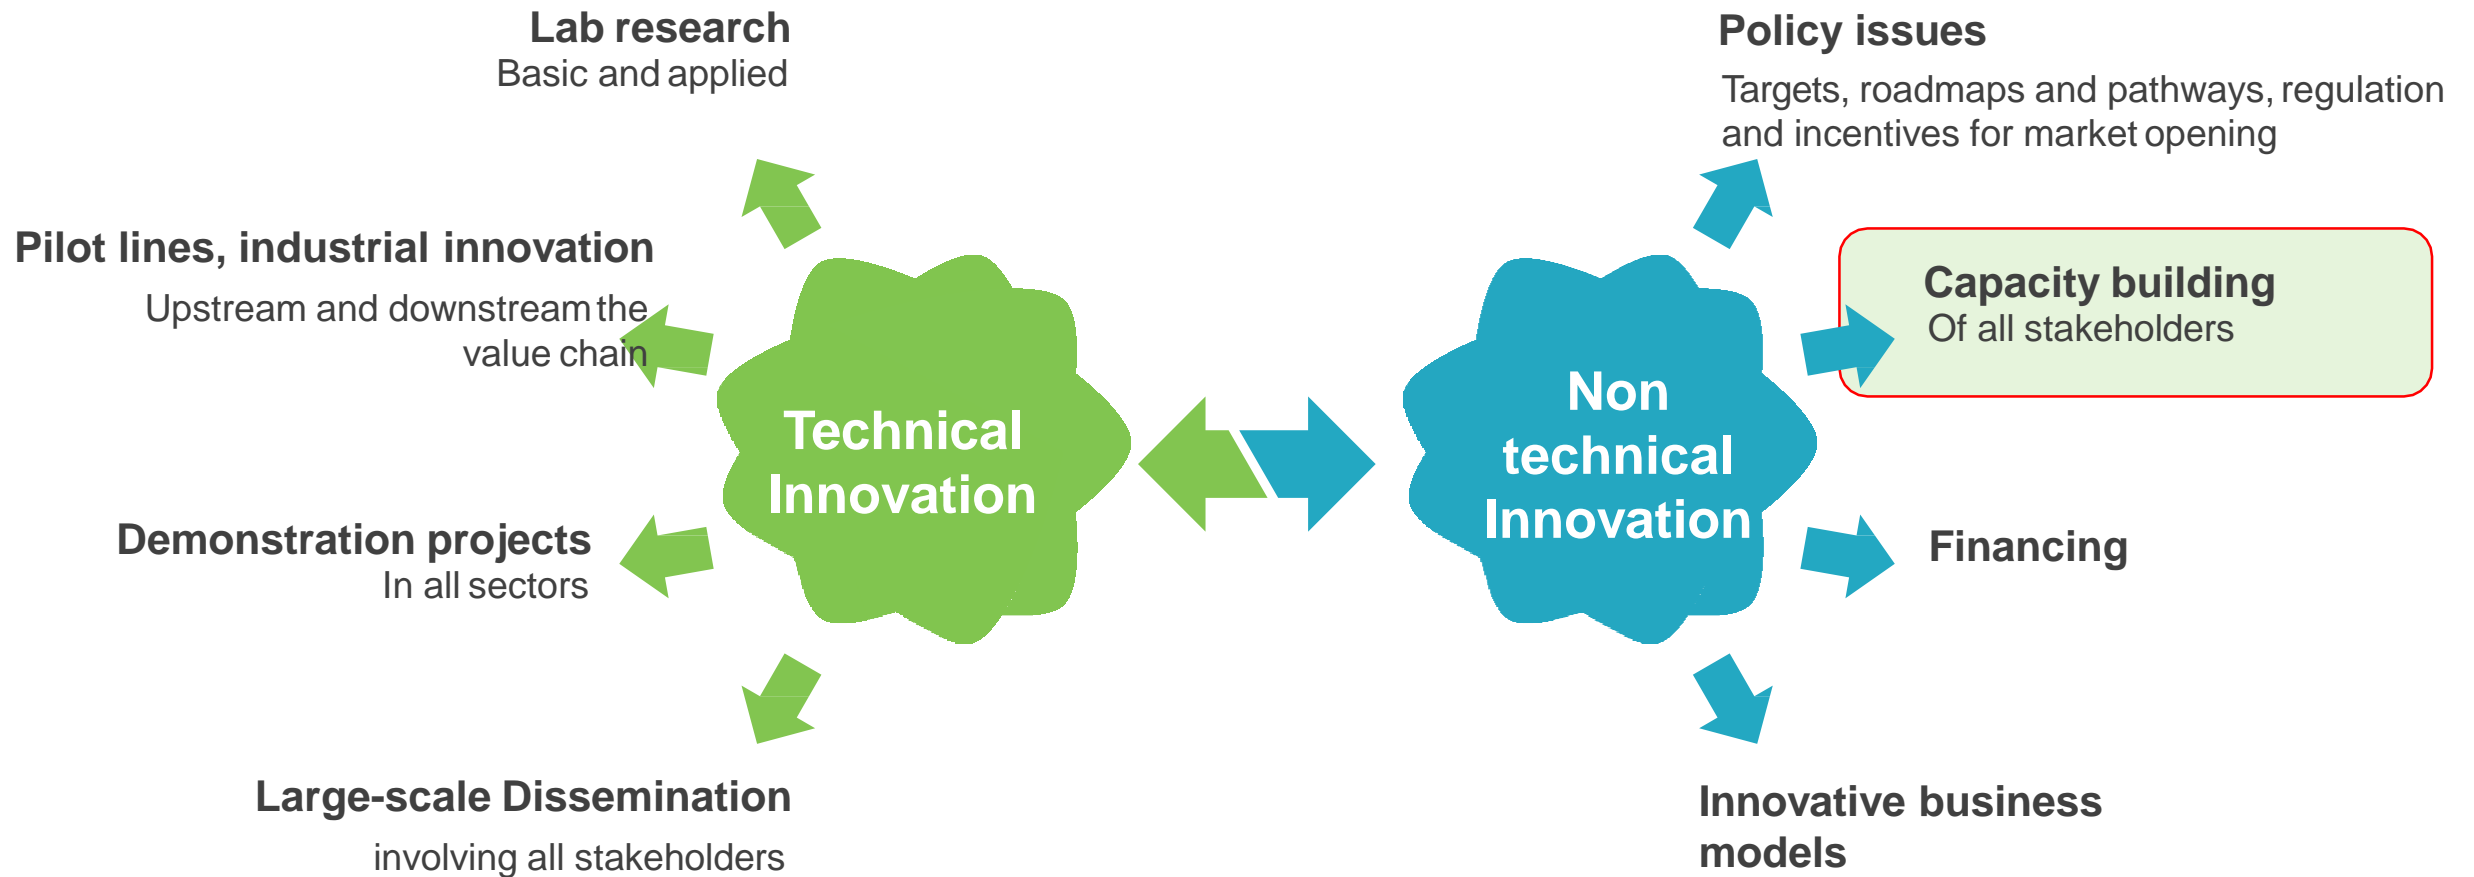 Lab research
Basic and applied
Pilot lines, industrial innovation
Upstream and downstream the
value chain
Technical
Innovation
Demonstration projects
In all sectors
Large-scale Dissemination
involving all stakeholders
Policy issues
Targets, roadmaps and pathways, regulation
and incentives for market opening
Capacity building
Of all stakeholders
Non
technical
Innovation
Financing
Innovative business
models